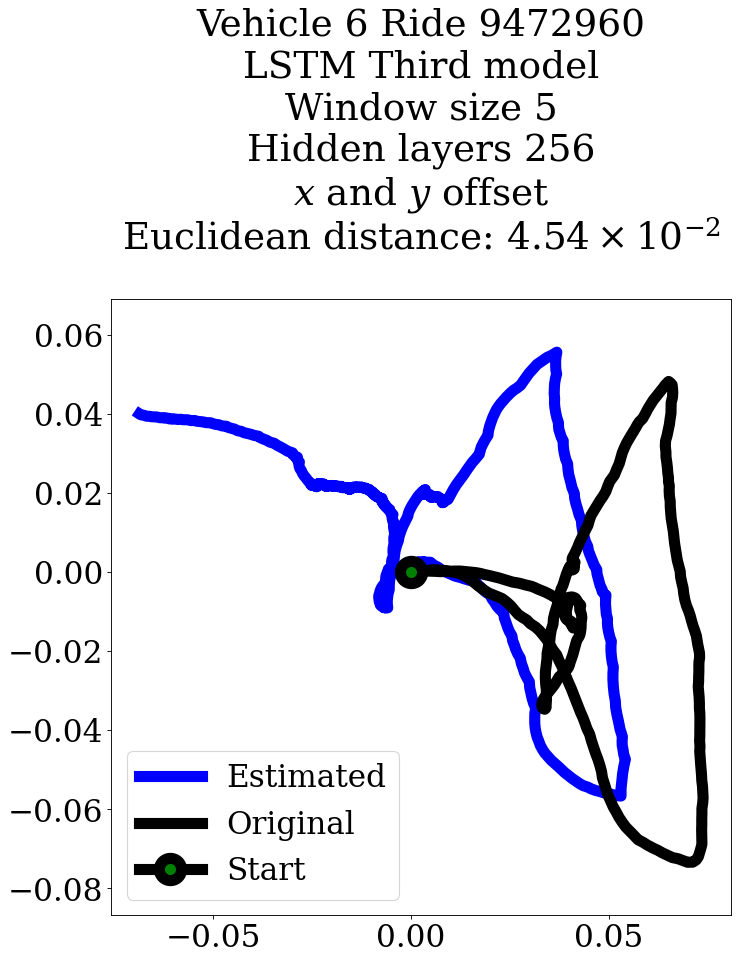 Vehicle 6 Ride 9472960
LSTM Third model
Window size 5
Hidden layers 256
x and y offset
Euclidean distance: 4.54 × 10⁻²
0.06
0.04
0.02
0.00
−0.02
−0.04
−0.06
−0.08
Estimated
Original
Start
−0.05 0.00 0.05